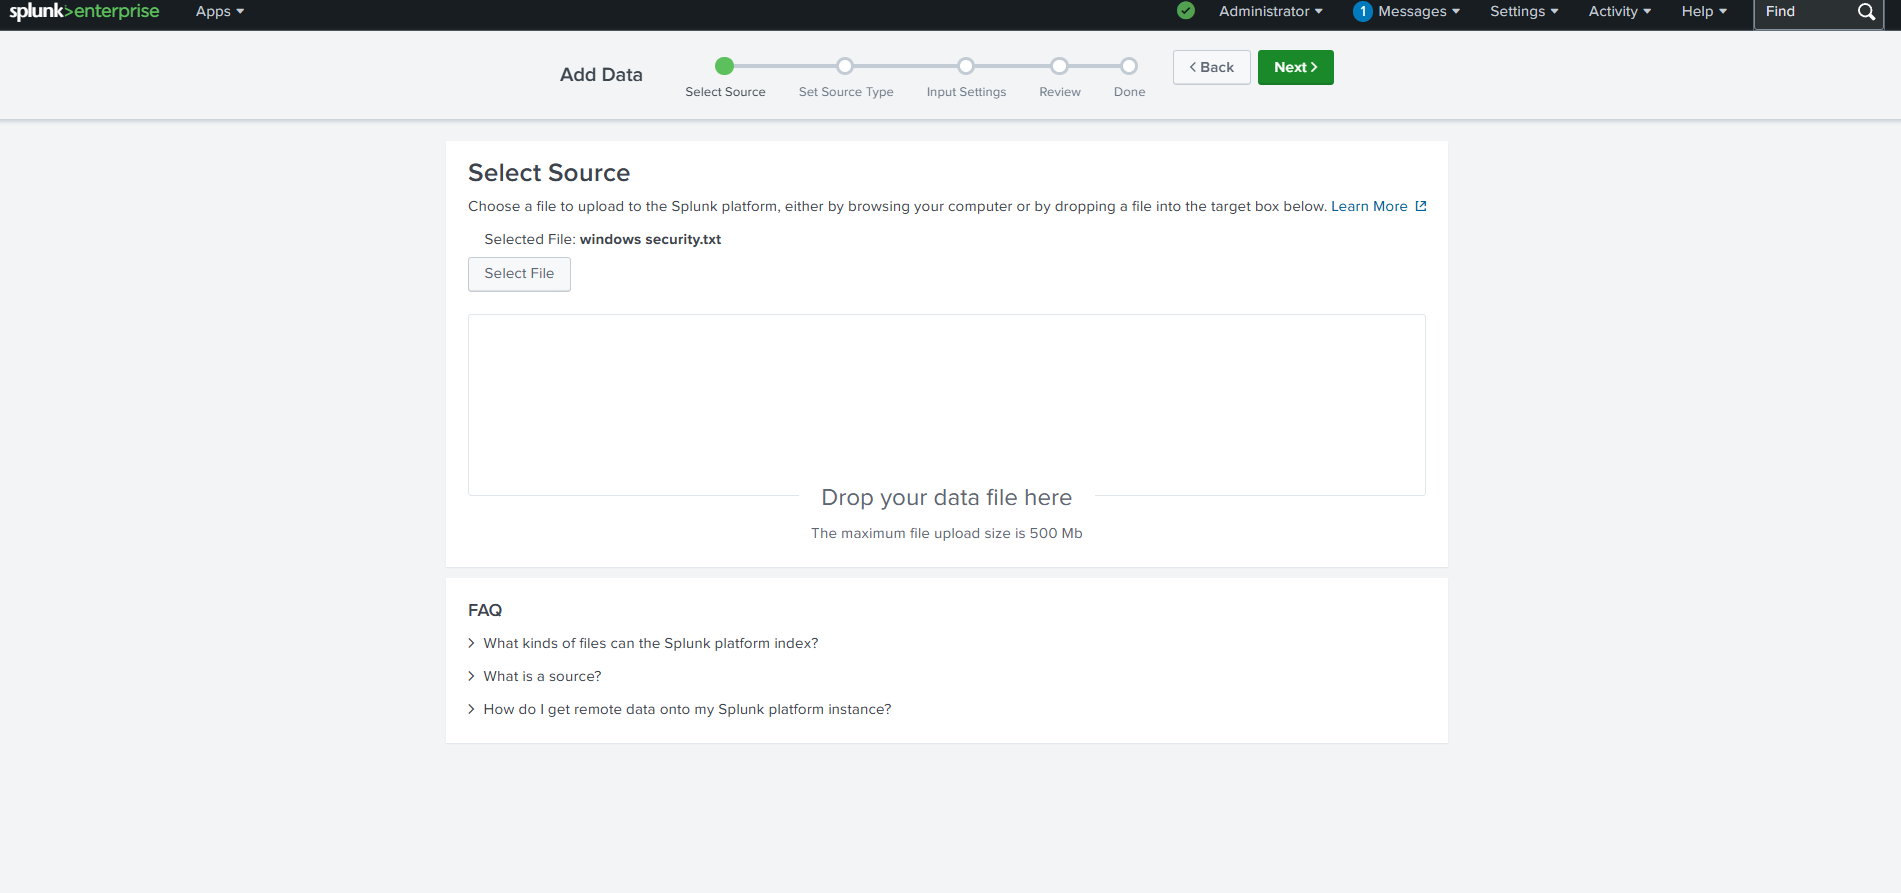 splunk>enterprise Apps Administrator 1 Messages Settings Activity Help Find
Add Data
Select Source Set Source Type Input Settings Review Done
< Back Next >
Select Source
Choose a file to upload to the Splunk platform, either by browsing your computer or by dropping a file into the target box below. Learn More
Selected File: windows security.txt
Select File
Drop your data file here
The maximum file upload size is 500 Mb
FAQ
> What kinds of files can the Splunk platform index?
> What is a source?
> How do I get remote data onto my Splunk platform instance?